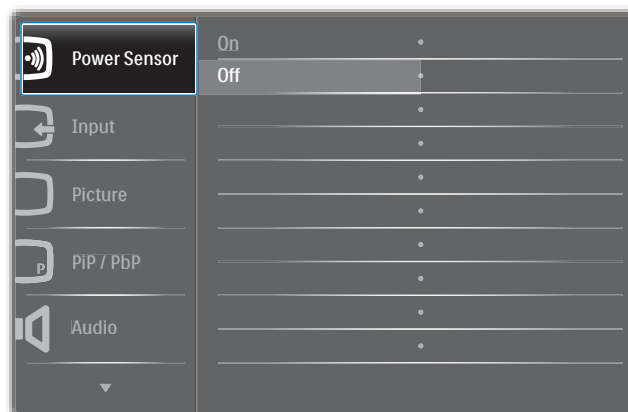 Power Sensor
On
Off
Input
Picture
P
PiP / PbP
Audio